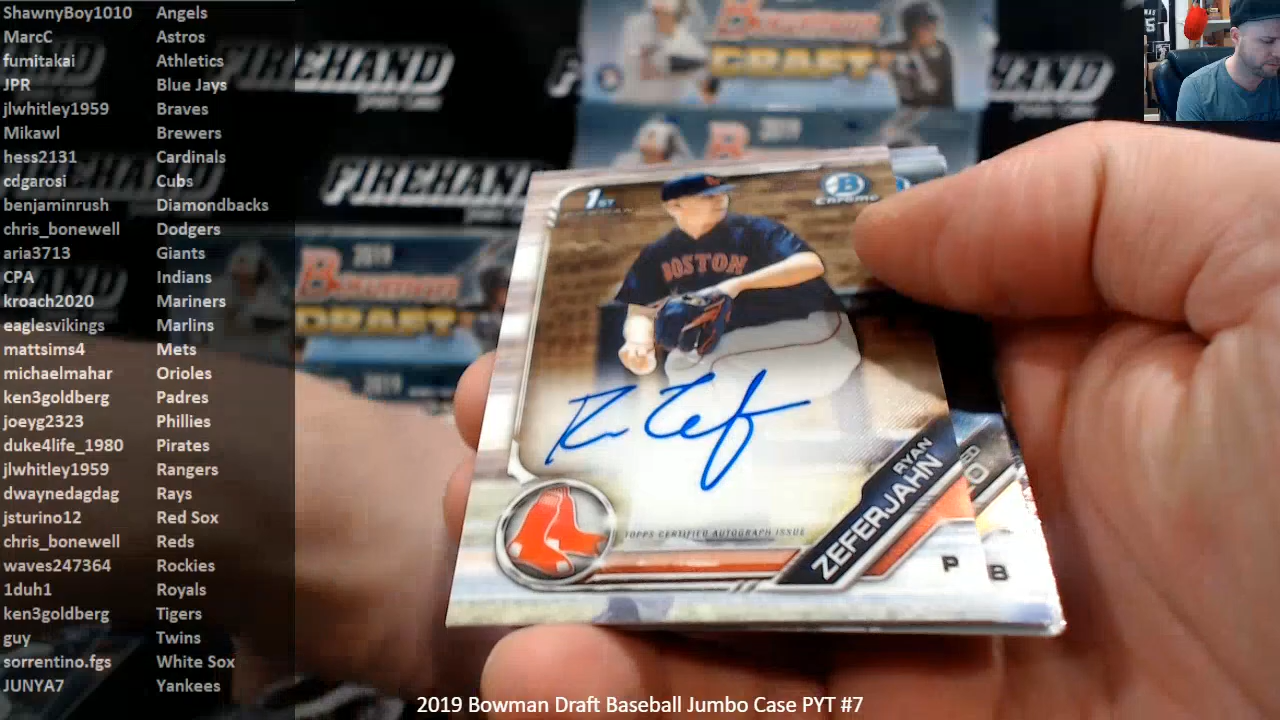 ShawnyBoy1010 Angels
MarcC Astros
fumitakai Athletics
JPR Blue Jays
jlwhitley1959 Braves
Mikawl Brewers
hess2131 Cardinals
cdgarosi Cubs
benjaminrush Diamondbacks
chris_bonewell Dodgers
aria3713 Giants
CPA Indians
kroach2020 Mariners
eaglesvikings Marlins
mattsims4 Mets
michaelmahar Orioles
ken3goldberg Padres
joeyg2323 Phillies
duke4life_1980 Pirates
jlwhitley1959 Rangers
dwaynedagdag Rays
jsturino12 Red Sox
chris_bonewell Reds
waves247364 Rockies
1duh1 Royals
ken3goldberg Tigers
guy Twins
sorrentino.fgs White Sox
JUNYA7 Yankees
FIREHAND
FIREHAND
Bowman
DRAFT
2019
B
2019
Bowman
DRAFT
1ST
B
CHROME
BOSTON
TOPPS CERTIFIED AUTOGRAPH ISSUE
RYAN
ZEFERJAHN
P
B
2019 Bowman Draft Baseball Jumbo Case PYT #7